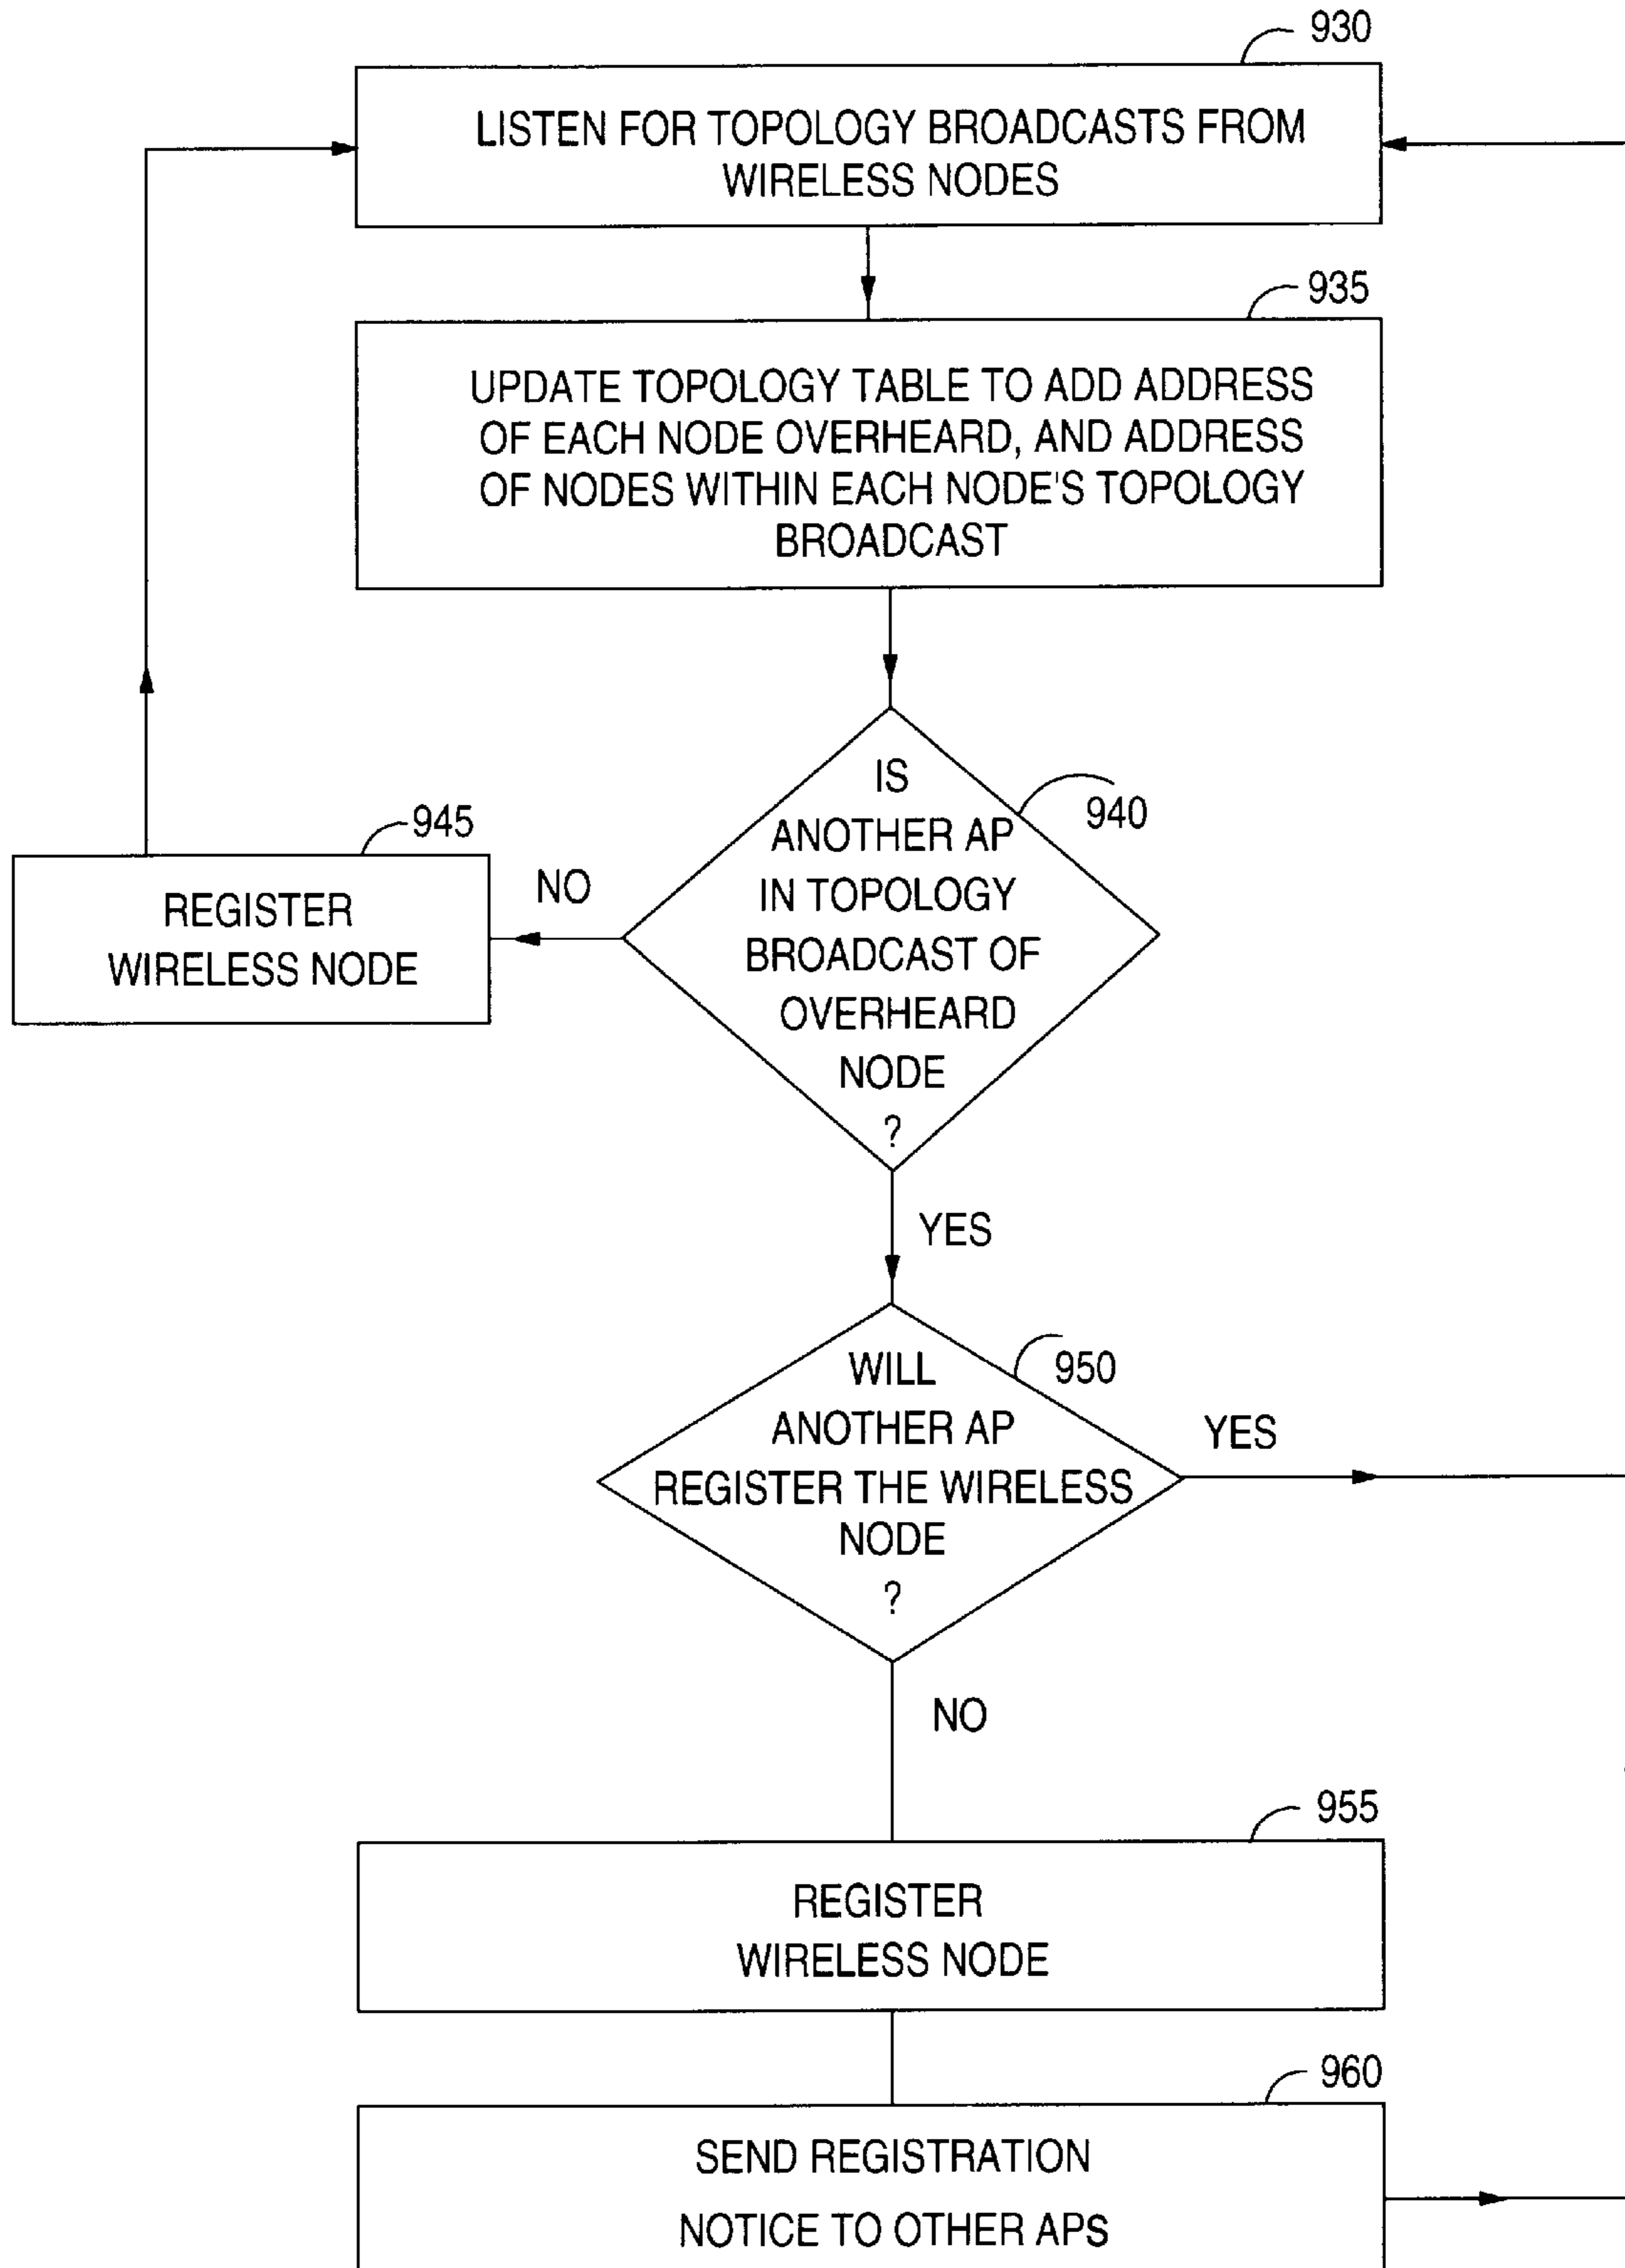 930
LISTEN FOR TOPOLOGY BROADCASTS FROM
WIRELESS NODES
935
UPDATE TOPOLOGY TABLE TO ADD ADDRESS
OF EACH NODE OVERHEARD, AND ADDRESS
OF NODES WITHIN EACH NODE'S TOPOLOGY
BROADCAST
940
IS
ANOTHER AP
IN TOPOLOGY
BROADCAST OF
OVERHEARD
NODE
?
NO
945
REGISTER
WIRELESS NODE
YES
950
WILL
ANOTHER AP
REGISTER THE WIRELESS
NODE
?
YES
NO
955
REGISTER
WIRELESS NODE
960
SEND REGISTRATION
NOTICE TO OTHER APS